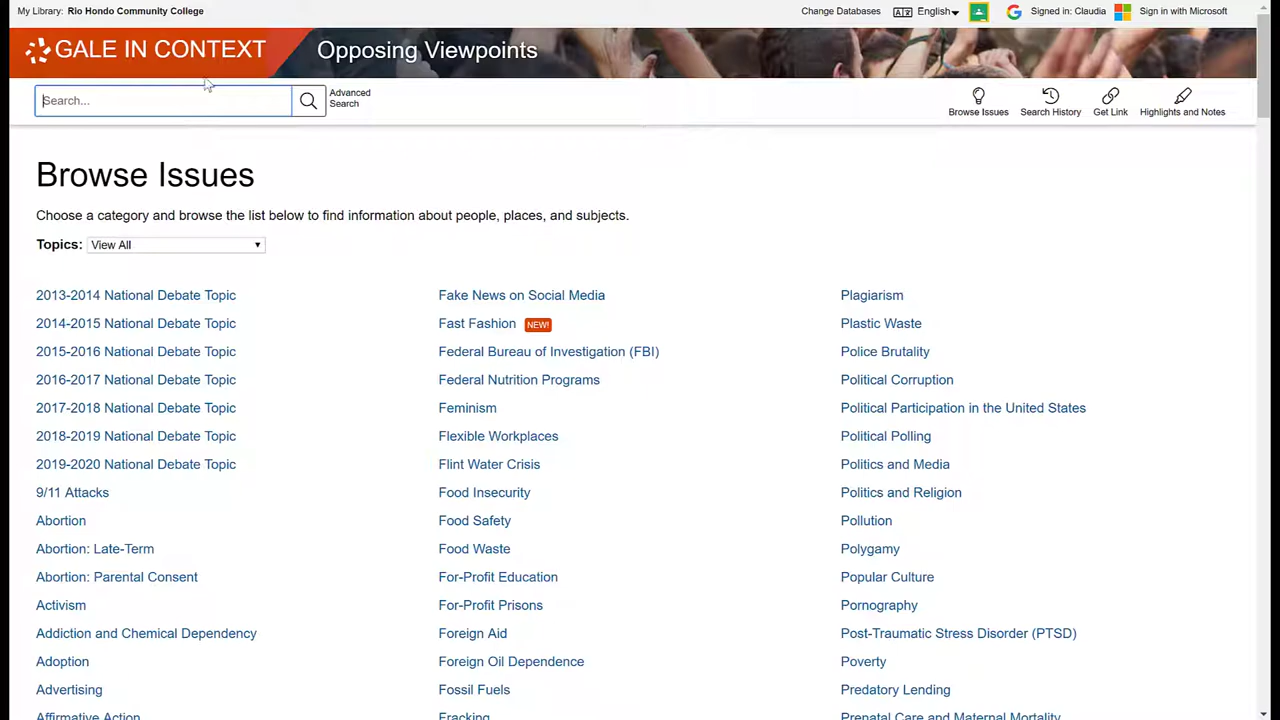 My Library: Rio Hondo Community College
Change Databases
English
Signed in: Claudia
Sign in with Microsoft
GALE IN CONTEXT
Opposing Viewpoints
Search...
Advanced
Search
Browse Issues
Search History
Get Link
Highlights and Notes
Browse Issues
Choose a category and browse the list below to find information about people, places, and subjects.
Topics: View All
2013-2014 National Debate Topic
2014-2015 National Debate Topic
2015-2016 National Debate Topic
2016-2017 National Debate Topic
2017-2018 National Debate Topic
2018-2019 National Debate Topic
2019-2020 National Debate Topic
9/11 Attacks
Abortion
Abortion: Late-Term
Abortion: Parental Consent
Activism
Addiction and Chemical Dependency
Adoption
Advertising
Affirmative Action
Fake News on Social Media
Fast Fashion NEW!
Federal Bureau of Investigation (FBI)
Federal Nutrition Programs
Feminism
Flexible Workplaces
Flint Water Crisis
Food Insecurity
Food Safety
Food Waste
For-Profit Education
For-Profit Prisons
Foreign Aid
Foreign Oil Dependence
Fossil Fuels
Fracking
Plagiarism
Plastic Waste
Police Brutality
Political Corruption
Political Participation in the United States
Political Polling
Politics and Media
Politics and Religion
Pollution
Polygamy
Popular Culture
Pornography
Post-Traumatic Stress Disorder (PTSD)
Poverty
Predatory Lending
Prenatal Care and Maternal Mortality